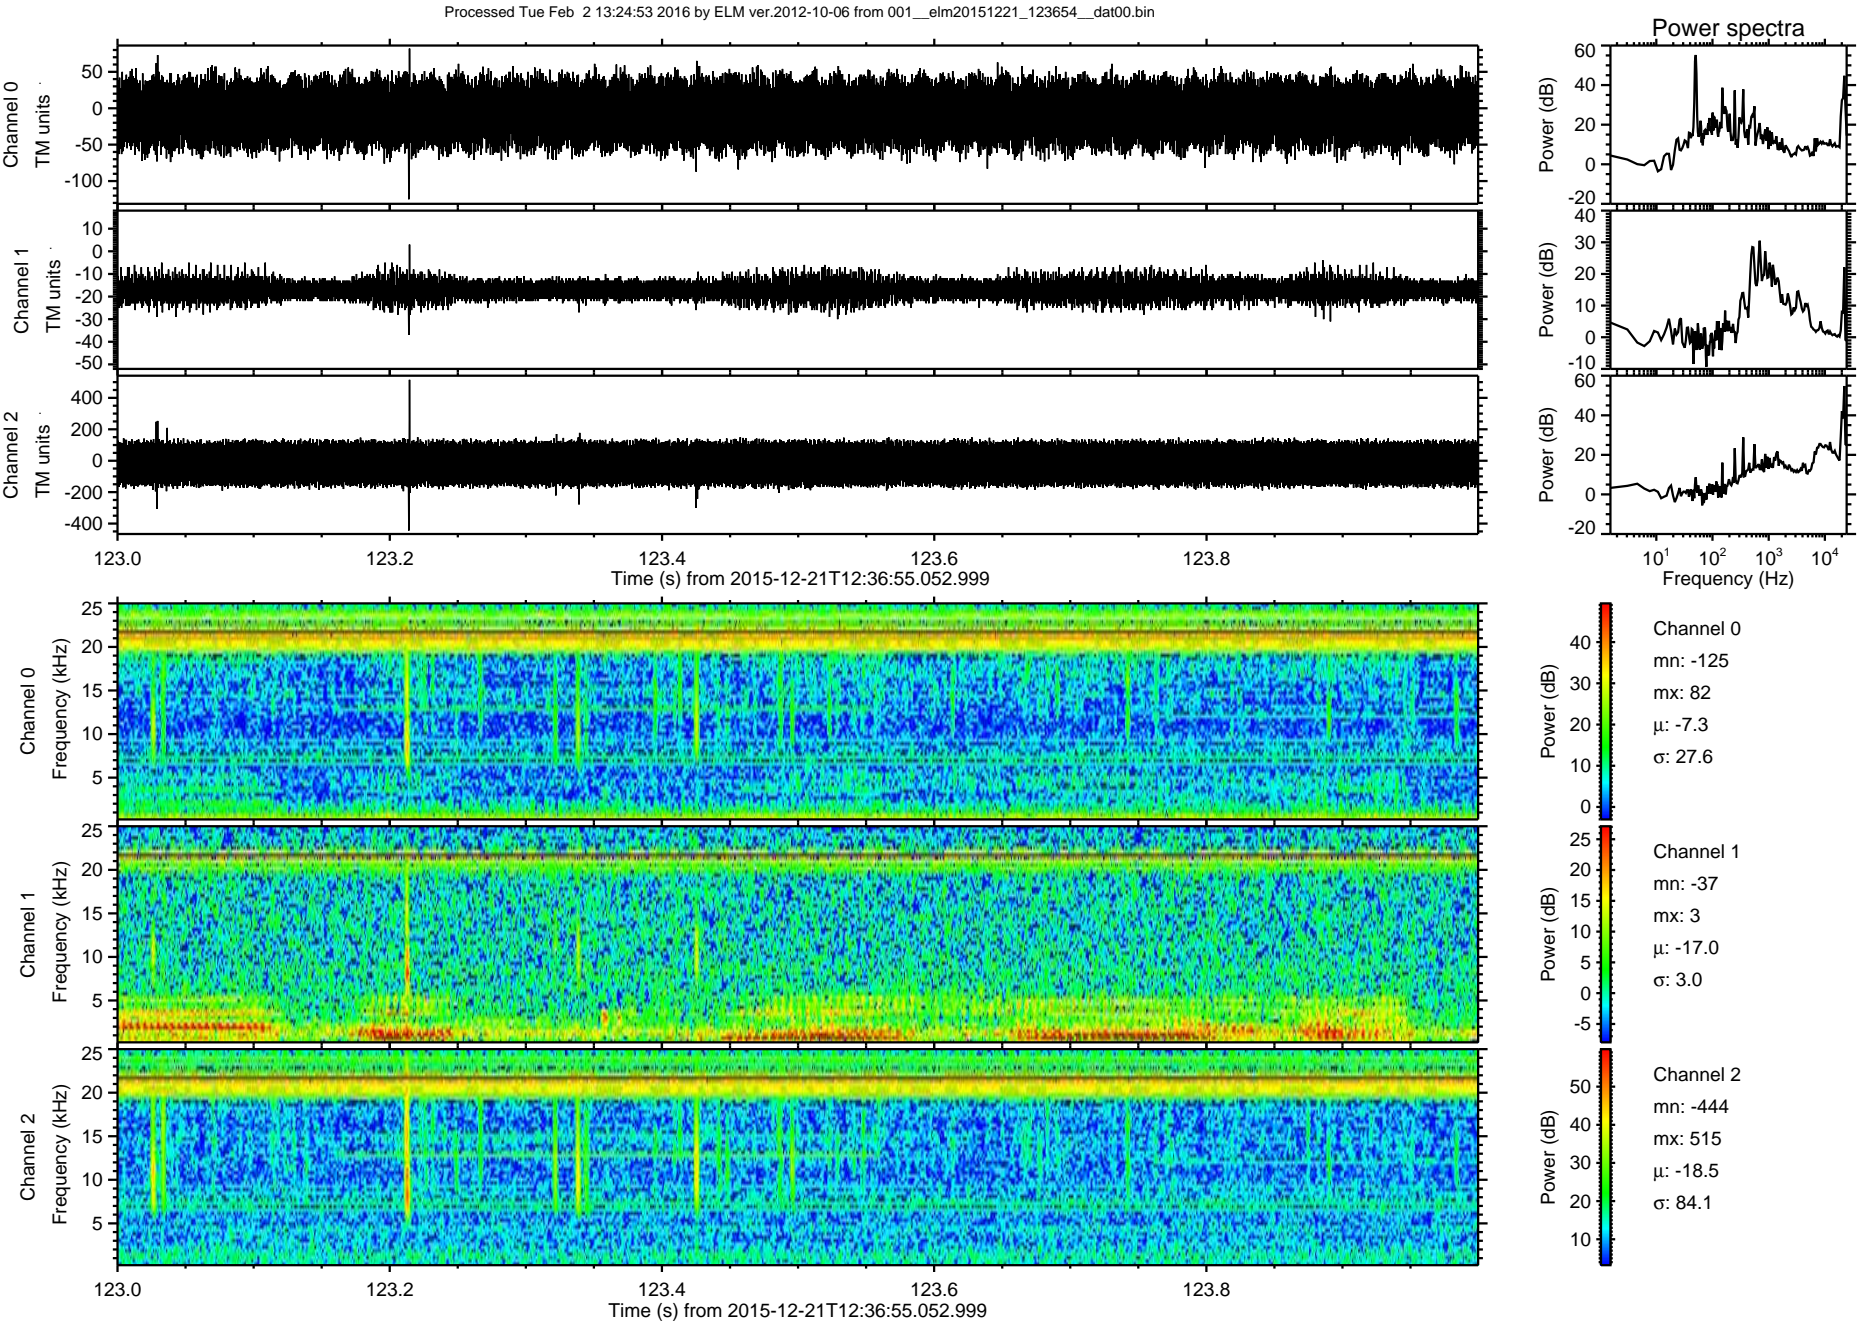 Processed Tue Feb  2 13:24:53 2016 by ELM ver.2012-10-06 from 001__elm20151221_123654__dat00.bin
Power spectra
Channel 0
TM units
50
0
-50
-100
Power (dB)
60
40
20
0
-20
Channel 1
TM units
10
0
-10
-20
-30
-40
-50
Power (dB)
40
30
20
10
0
-10
Channel 2
TM units
400
200
0
-200
-400
Power (dB)
60
40
20
0
-20
123.0 123.2 123.4 123.6 123.8
Time (s) from 2015-12-21T12:36:55.052.999
10^1 10^2 10^3 10^4
Frequency (Hz)
Channel 0
Frequency (kHz)
25
20
15
10
5
Power (dB)
40
30
20
10
0
Channel 0
mn: -125
mx: 82
µ: -7.3
σ: 27.6
Channel 1
Frequency (kHz)
25
20
15
10
5
Power (dB)
25
20
15
10
5
0
-5
Channel 1
mn: -37
mx: 3
µ: -17.0
σ: 3.0
Channel 2
Frequency (kHz)
25
20
15
10
5
Power (dB)
50
40
30
20
10
Channel 2
mn: -444
mx: 515
µ: -18.5
σ: 84.1
123.0 123.2 123.4 123.6 123.8
Time (s) from 2015-12-21T12:36:55.052.999